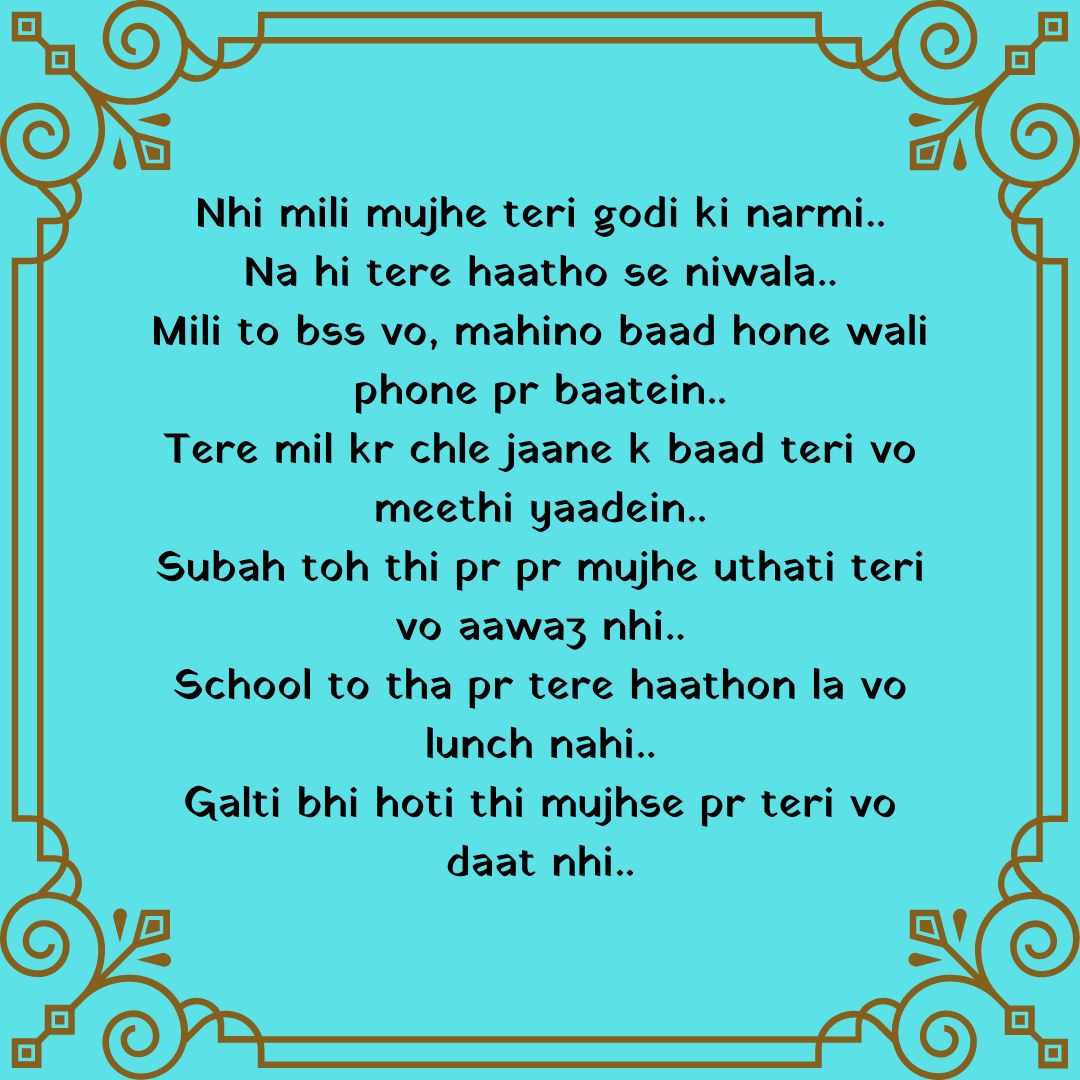 Nhi mili mujhe teri godi ki narmi..
Na hi tere haatho se niwala..
Mili to bss vo, mahino baad hone wali
phone pr baatein..
Tere mil kr chle jaane k baad teri vo
meethi yaadein..
Subah toh thi pr pr mujhe uthati teri
vo aawaz nhi..
School to tha pr tere haathon la vo
lunch nahi..
Galti bhi hoti thi mujhse pr teri vo
daat nhi..